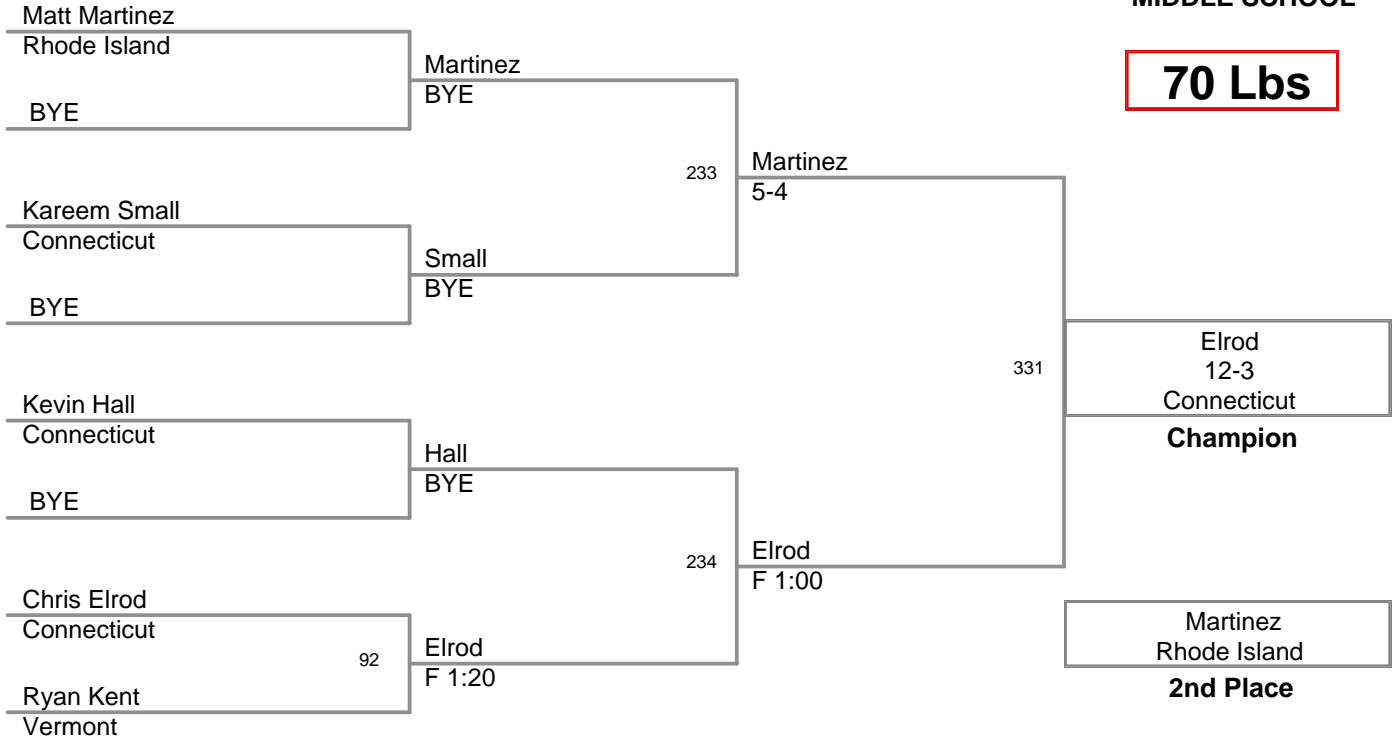 MIDDLE SCHOOL
70 Lbs
Matt Martinez
Rhode Island
BYE
Kareem Small
Connecticut
BYE
Kevin Hall
Connecticut
BYE
Chris Elrod
Connecticut
92
Ryan Kent
Vermont
Martinez
BYE
233
Small
BYE
Hall
BYE
234
Elrod
F 1:20
Martinez
5-4
331
Elrod
F 1:00
Elrod
12-3
Connecticut
Champion
Martinez
Rhode Island
2nd Place